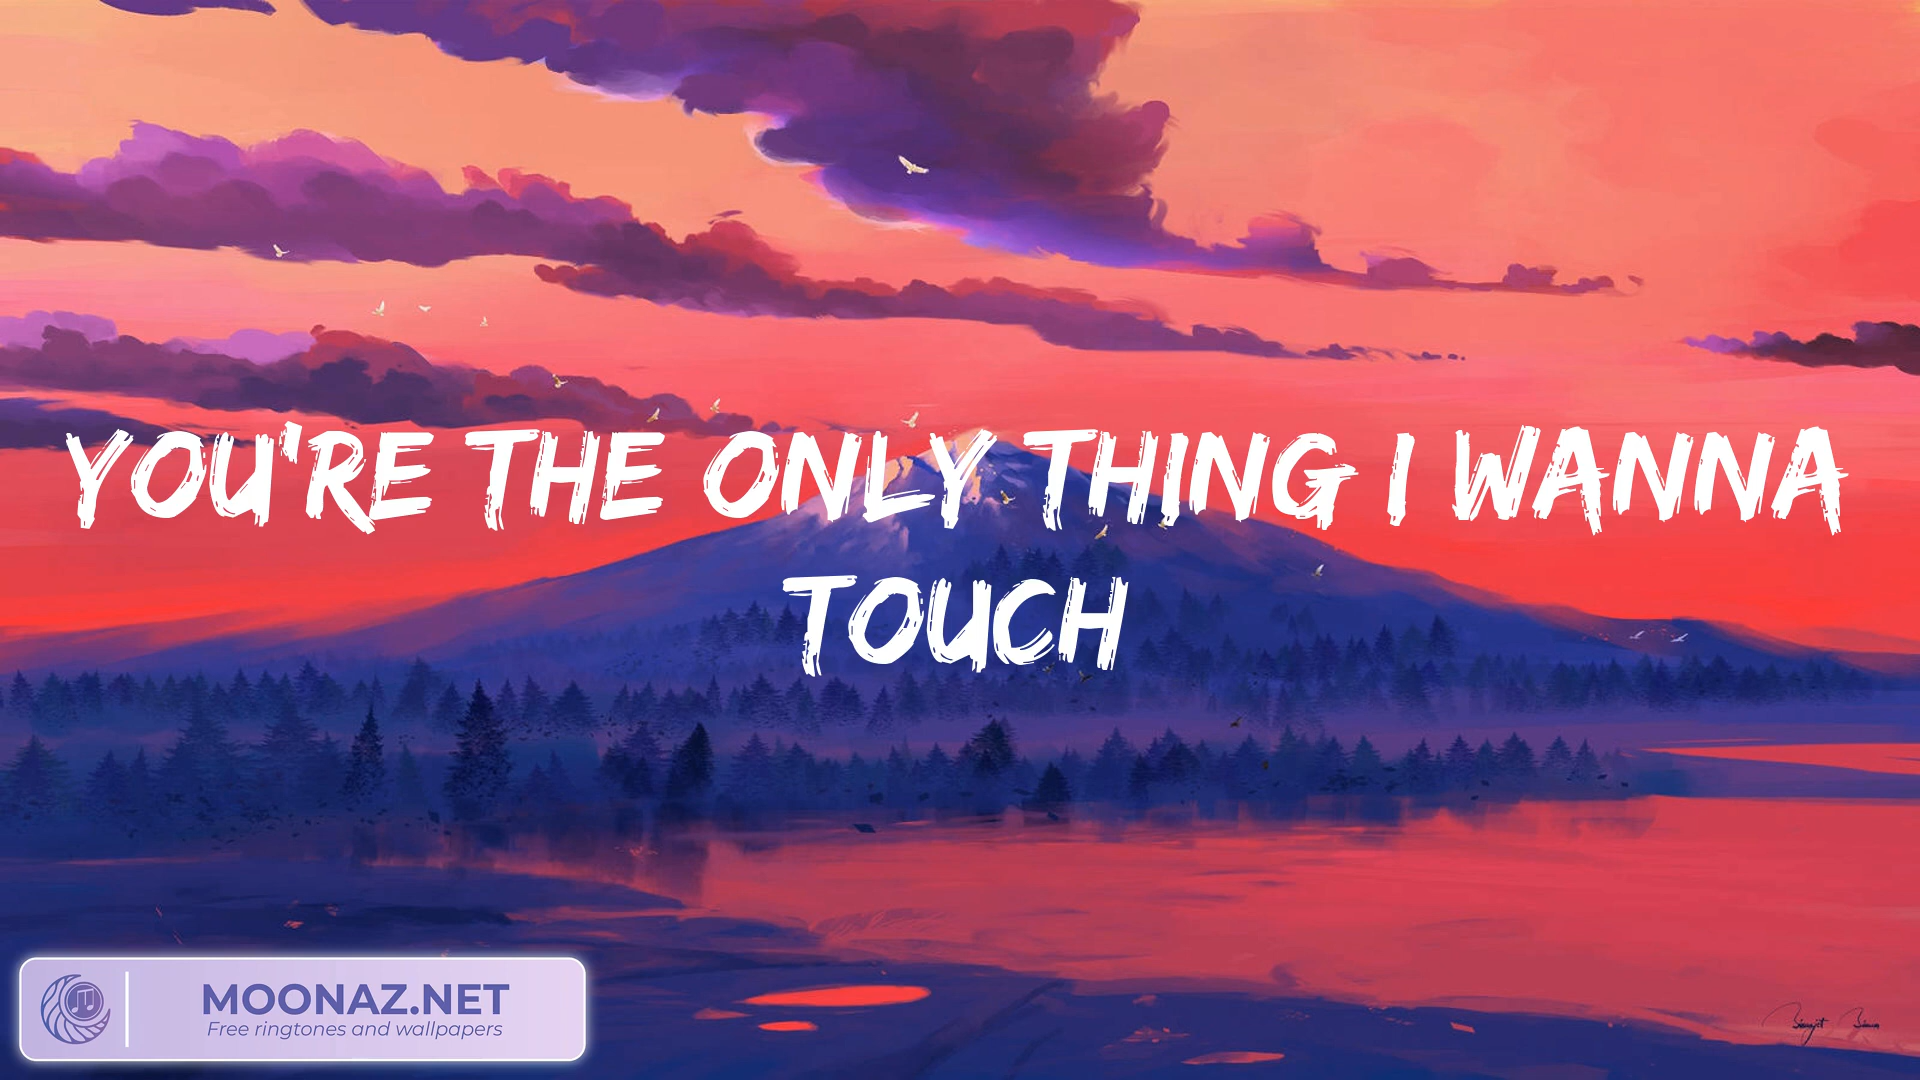 YOU'RE THE ONLY THING I WANNA
TOUCH
MOONAZ.NET
Free ringtones and wallpapers